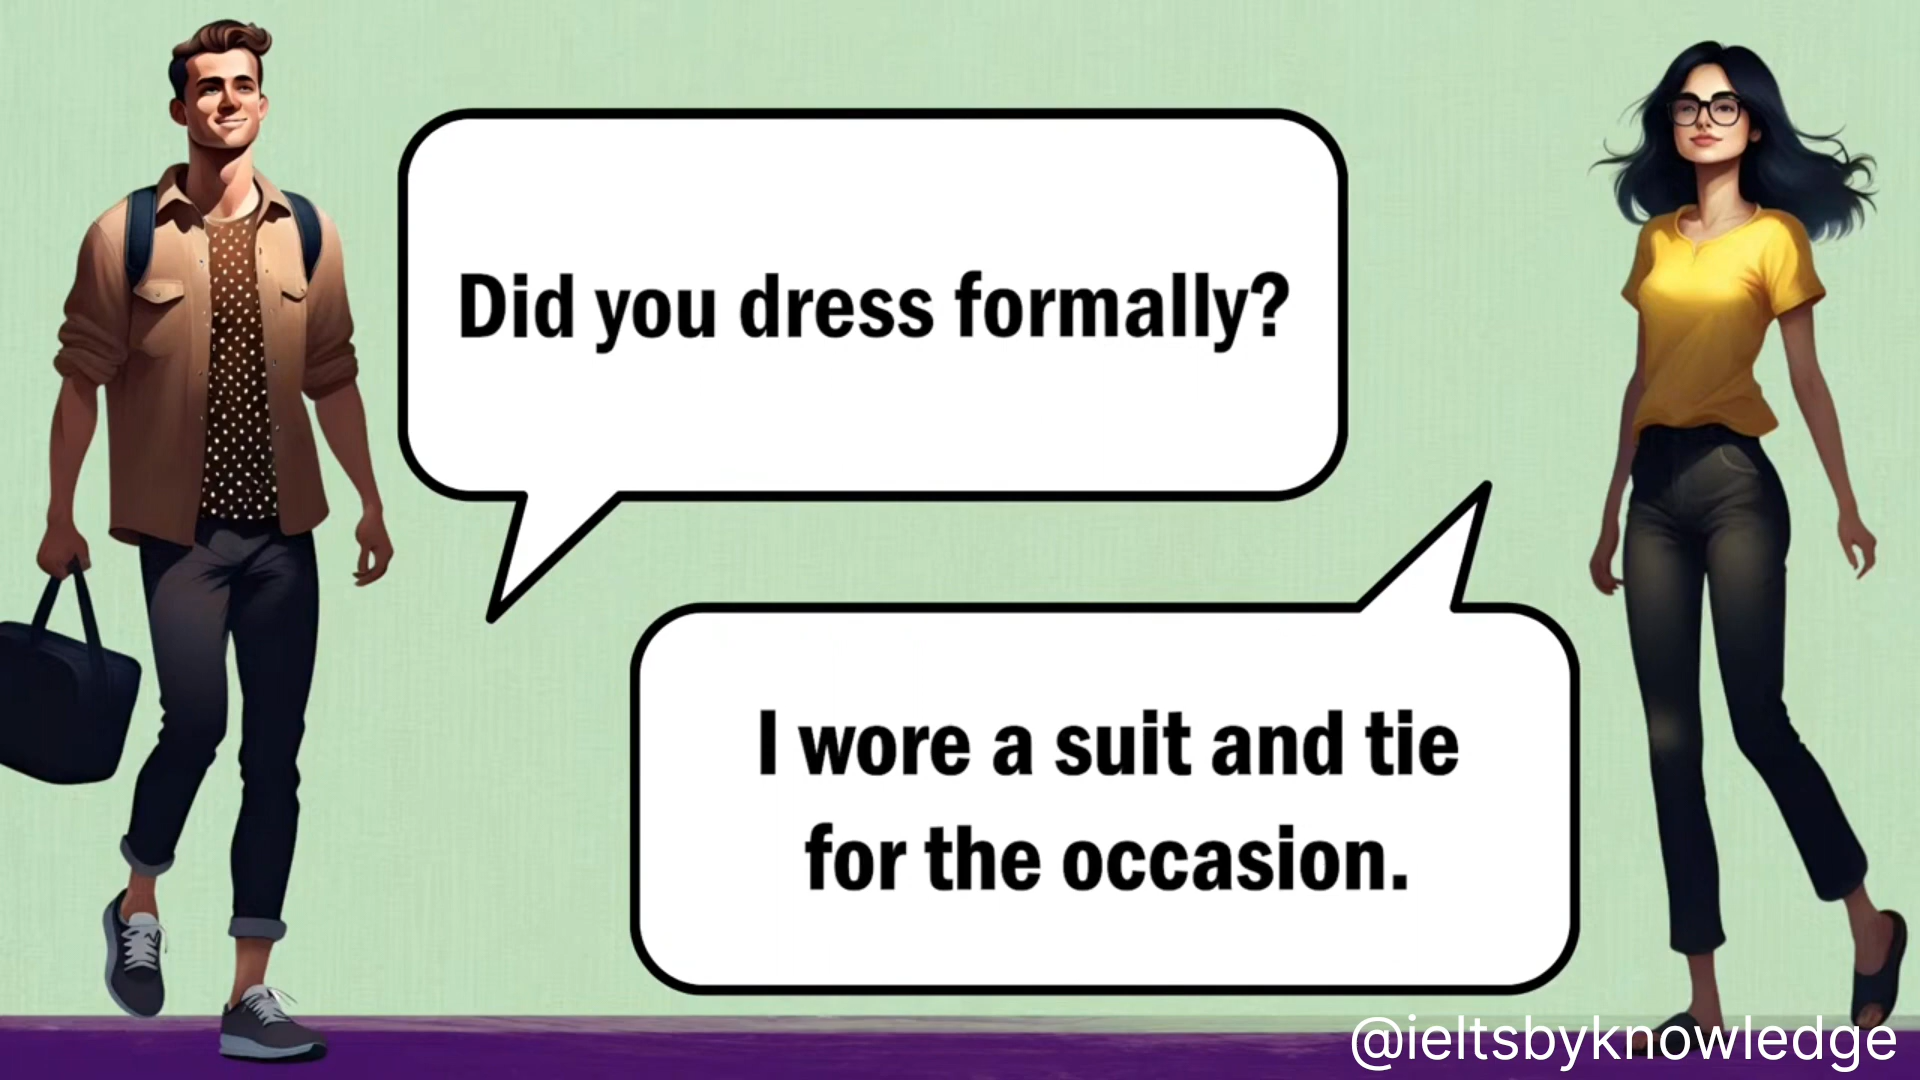 Did you dress formally?
I wore a suit and tie
for the occasion.
@ieltsbyknowledge